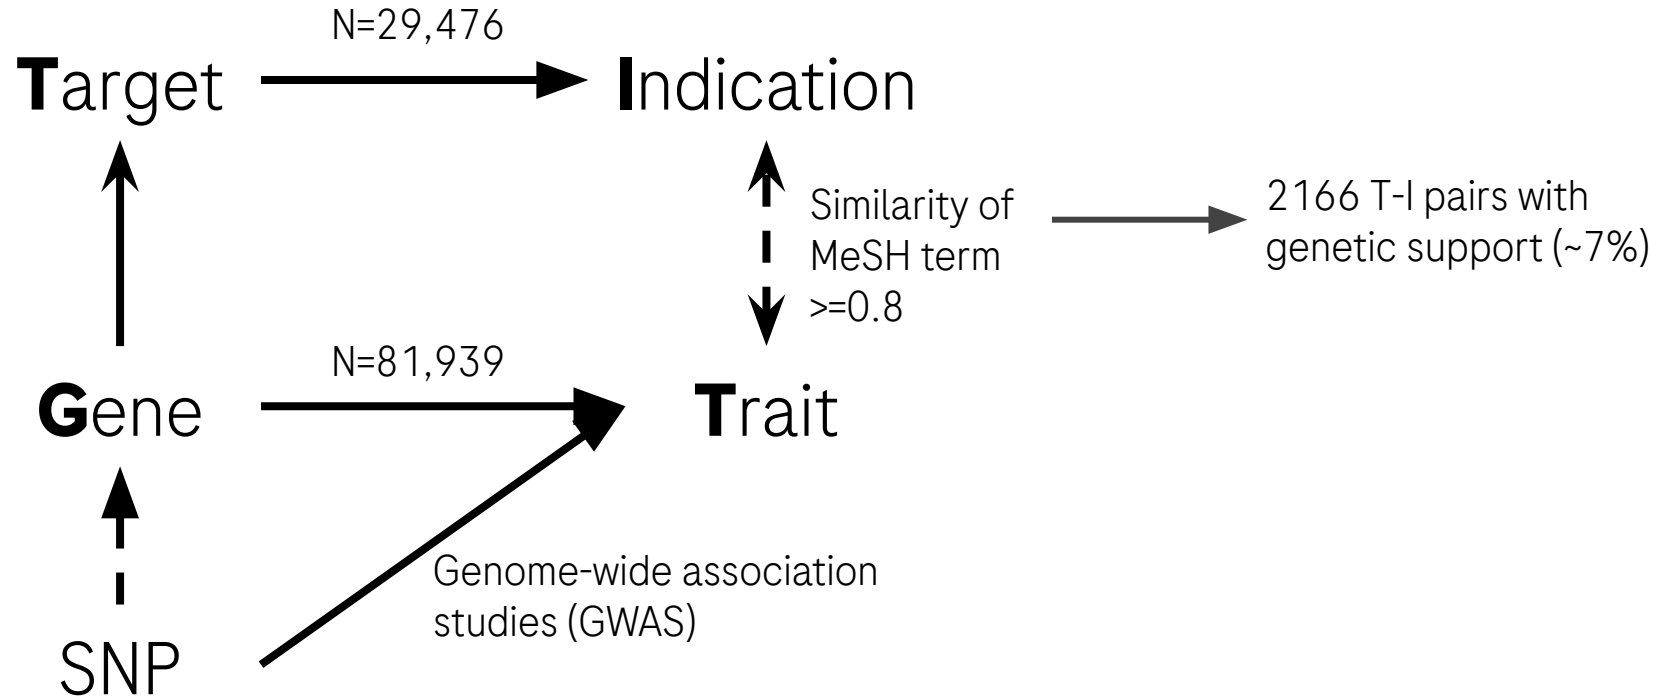 N=29,476
Target
Indication
Similarity of
MeSH term
>=0.8
2166 T-I pairs with
genetic support (~7%)
N=81,939
Gene
Trait
Genome-wide association
studies (GWAS)
SNP